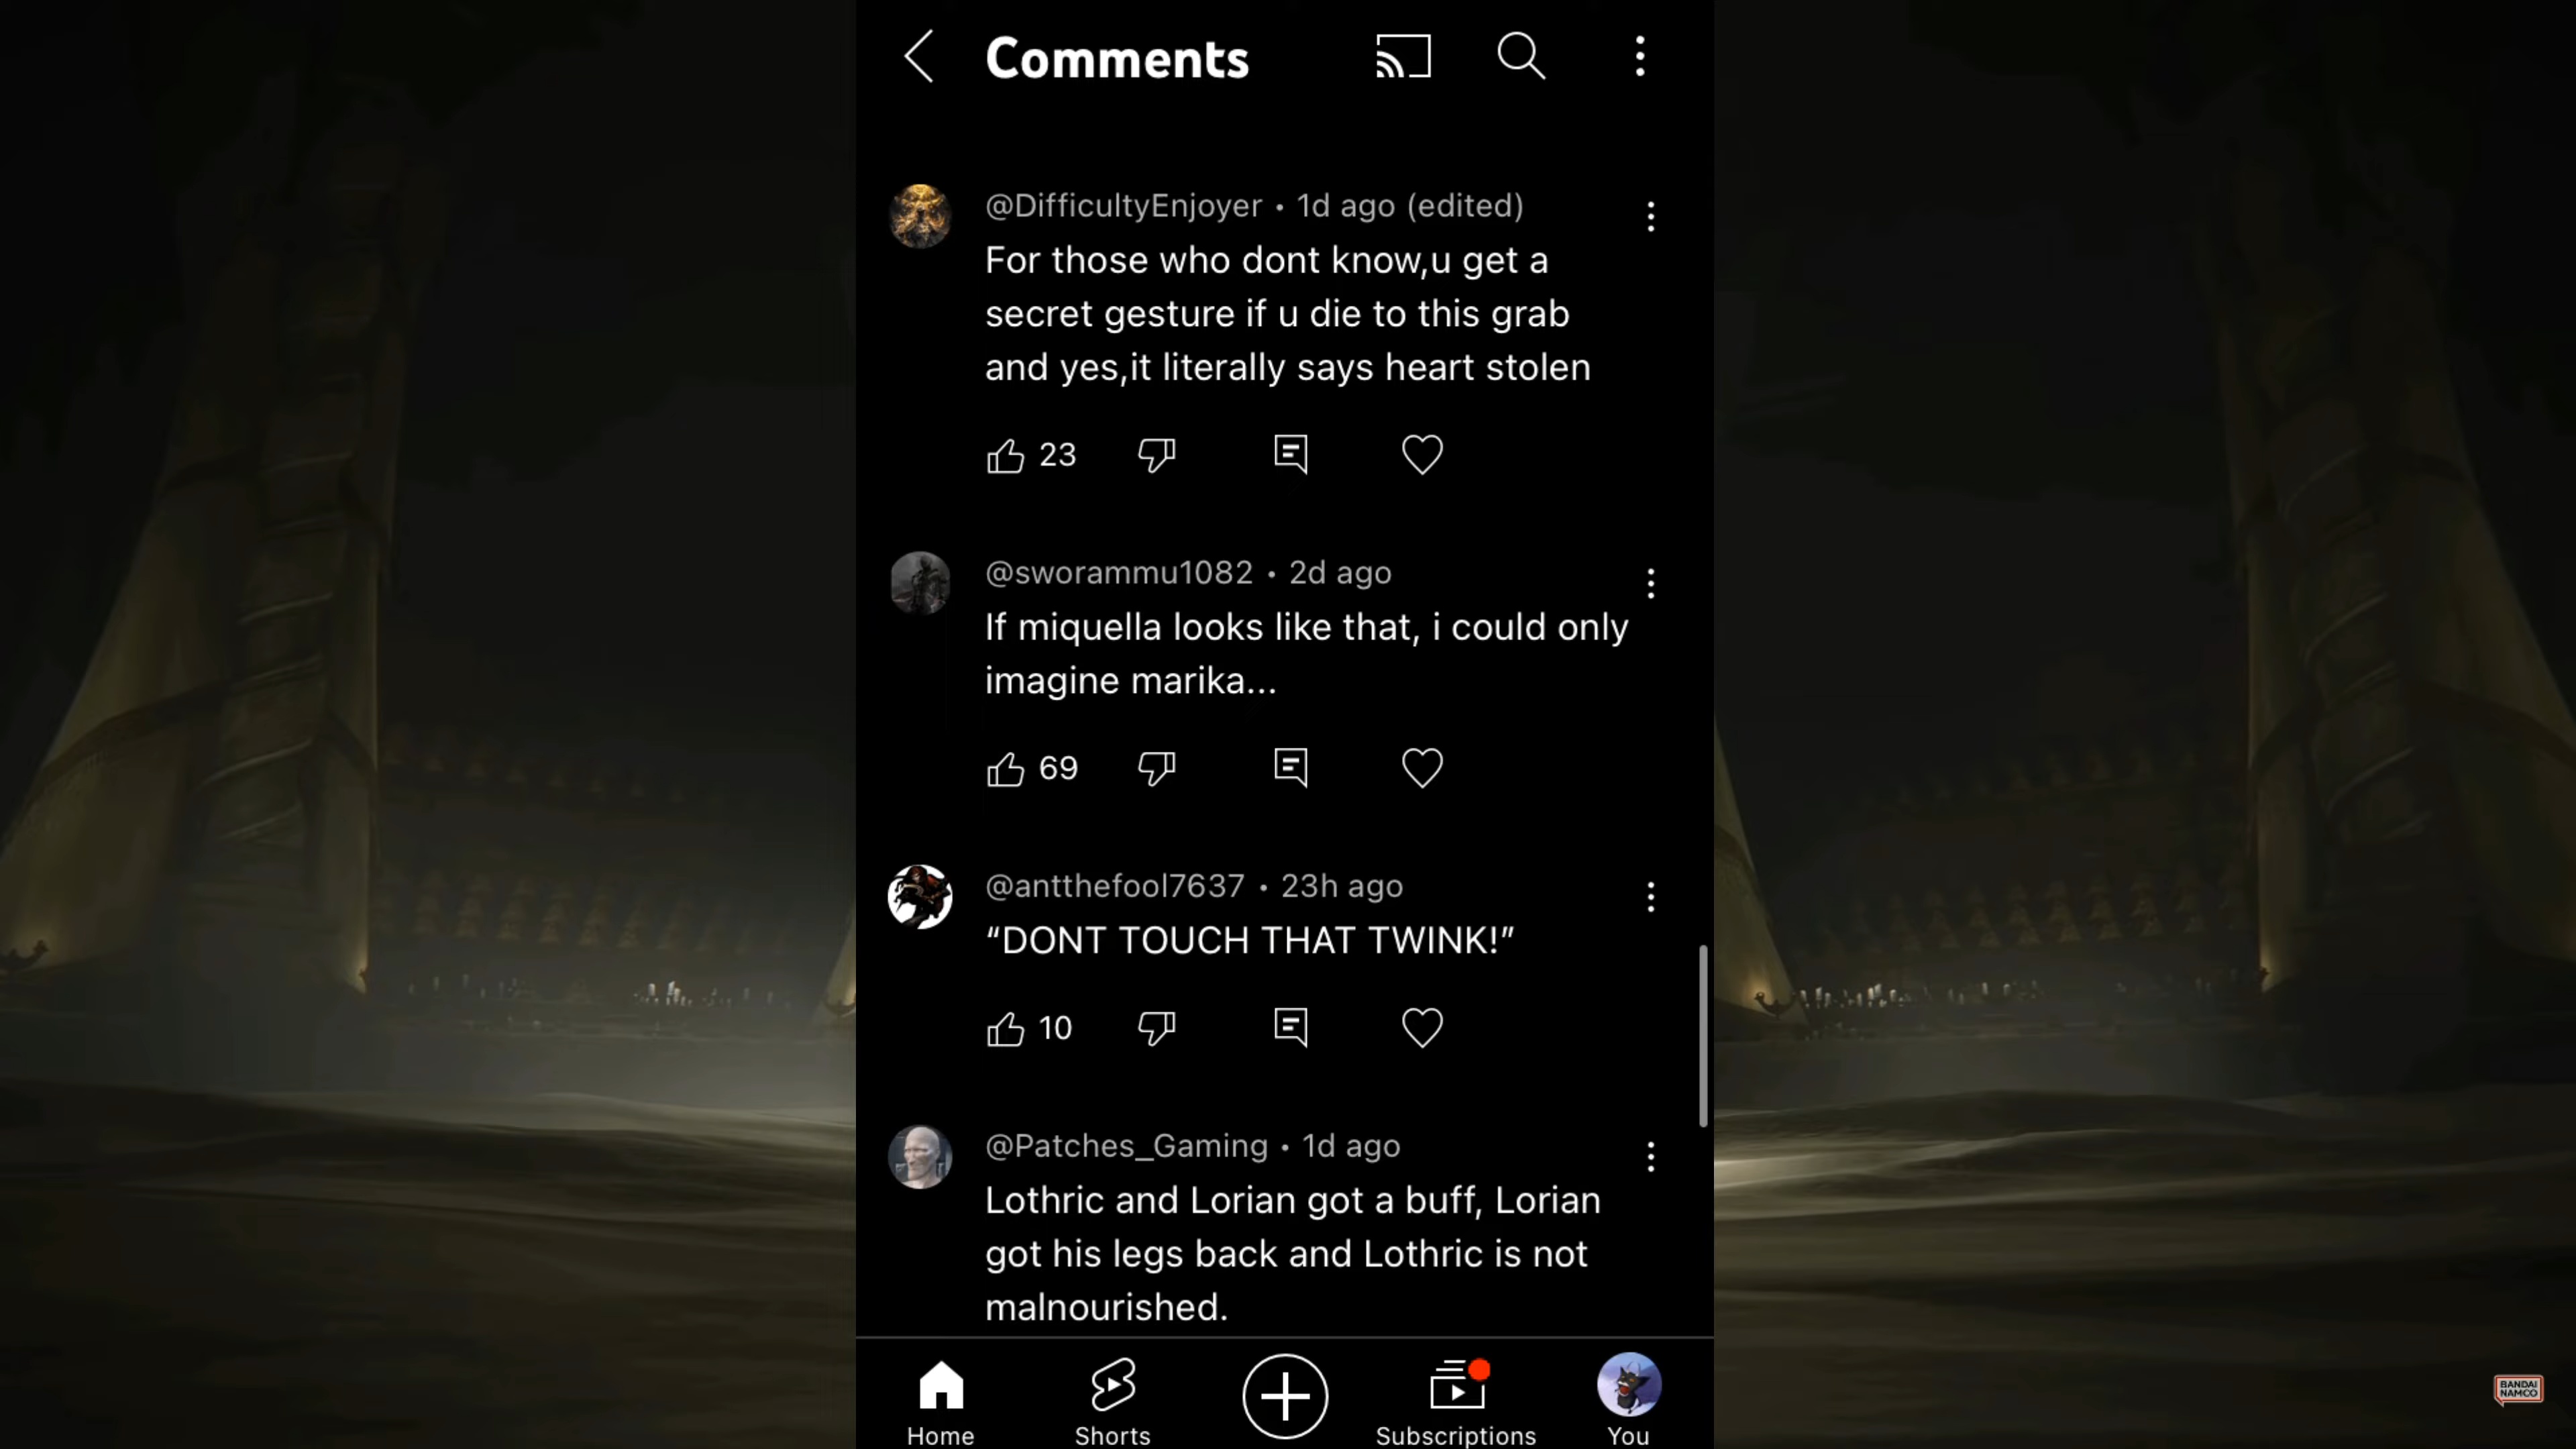 Comments
@DifficultyEnjoyer • 1d ago (edited)
For those who dont know,u get a
secret gesture if u die to this grab
and yes,it literally says heart stolen
23
@sworammu1082 • 2d ago
If miquella looks like that, i could only
imagine marika...
69
@antthefool7637 • 23h ago
“DONT TOUCH THAT TWINK!”
10
@Patches_Gaming • 1d ago
Lothric and Lorian got a buff, Lorian
got his legs back and Lothric is not
malnourished.
Home
Shorts
Subscriptions
You
BANDAI
NAMCO